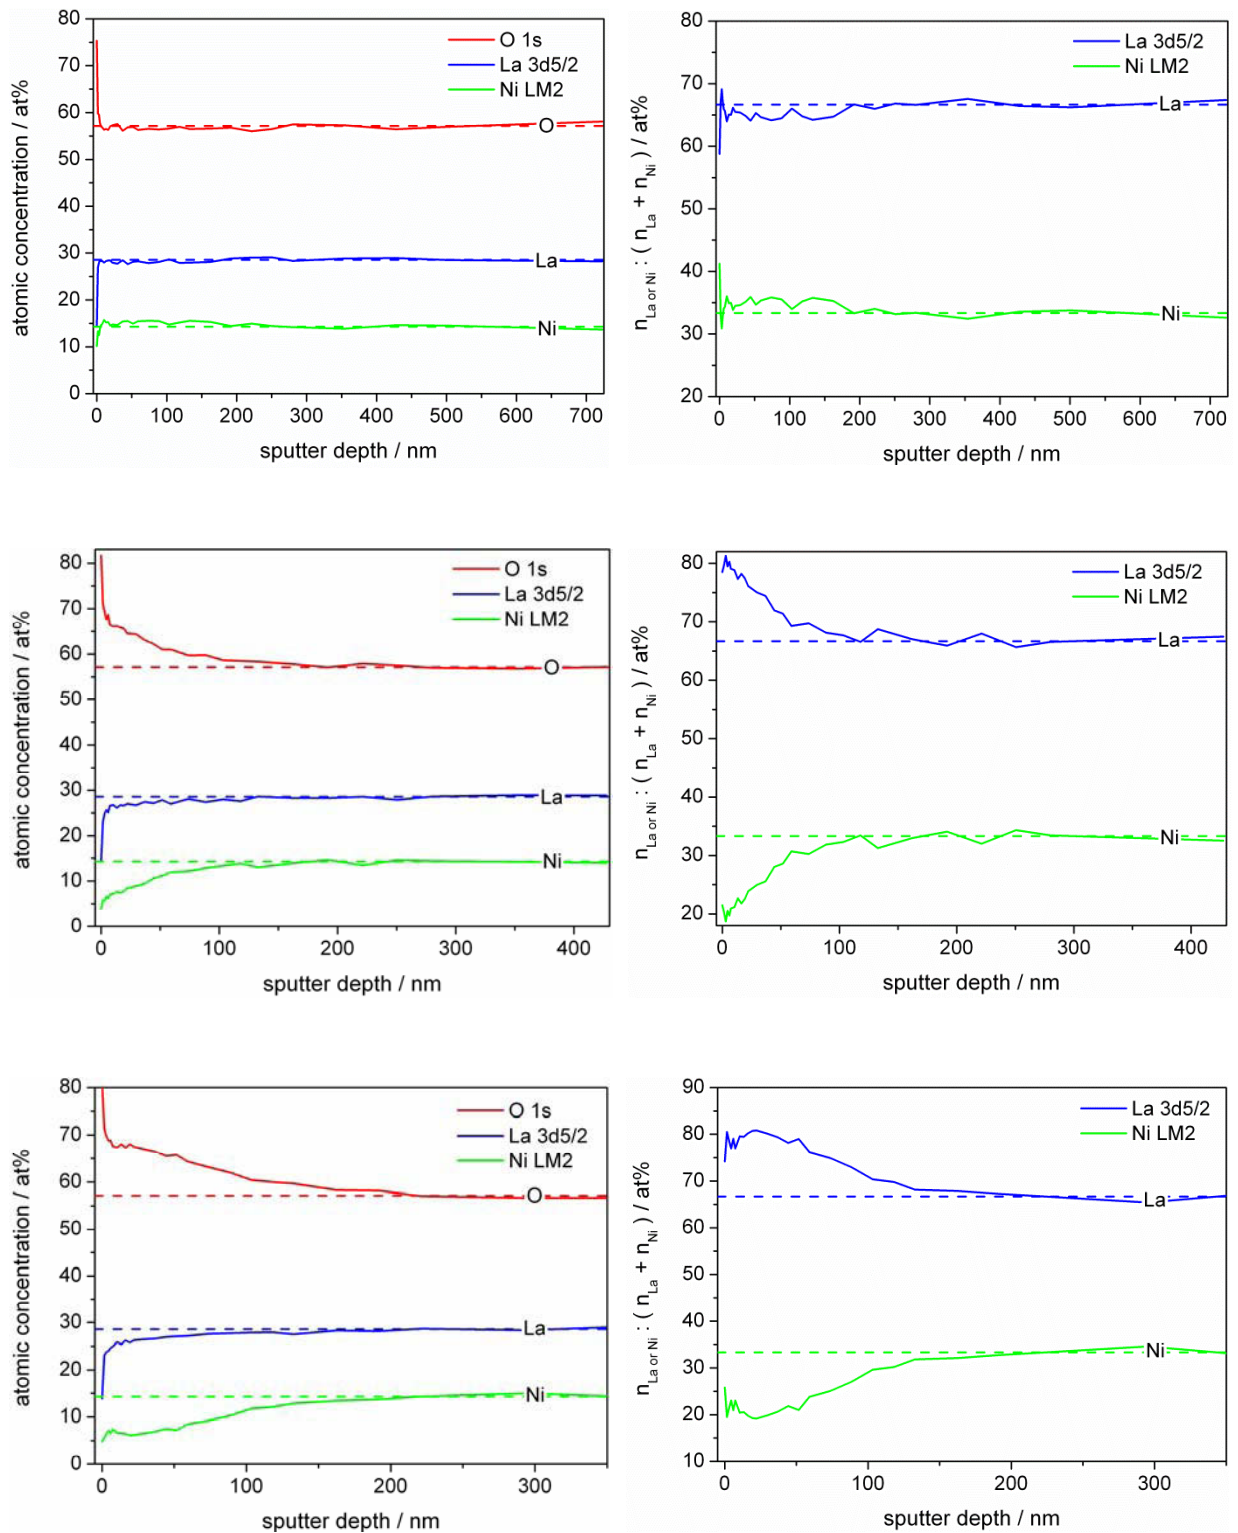 80
70
60
50
40
30
20
10
0
atomic concentration / at%
O 1s
La 3d5/2
Ni LM2
O
La
Ni
0 100 200 300 400 500 600 700
sputter depth / nm
80
70
60
50
40
30
20
n La or Ni : ( n La + n Ni ) / at%
La 3d5/2
Ni LM2
La
Ni
0 100 200 300 400 500 600 700
sputter depth / nm
80
70
60
50
40
30
20
10
0
atomic concentration / at%
O 1s
La 3d5/2
Ni LM2
O
La
Ni
0 100 200 300 400
sputter depth / nm
80
70
60
50
40
30
20
n La or Ni : ( n La + n Ni ) / at%
La 3d5/2
Ni LM2
La
Ni
0 100 200 300 400
sputter depth / nm
80
70
60
50
40
30
20
10
0
atomic concentration / at%
O 1s
La 3d5/2
Ni LM2
O
La
Ni
0 100 200 300
sputter depth / nm
90
80
70
60
50
40
30
20
10
n La or Ni : ( n La + n Ni ) / at%
La 3d5/2
Ni LM2
La
Ni
0 100 200 300
sputter depth / nm